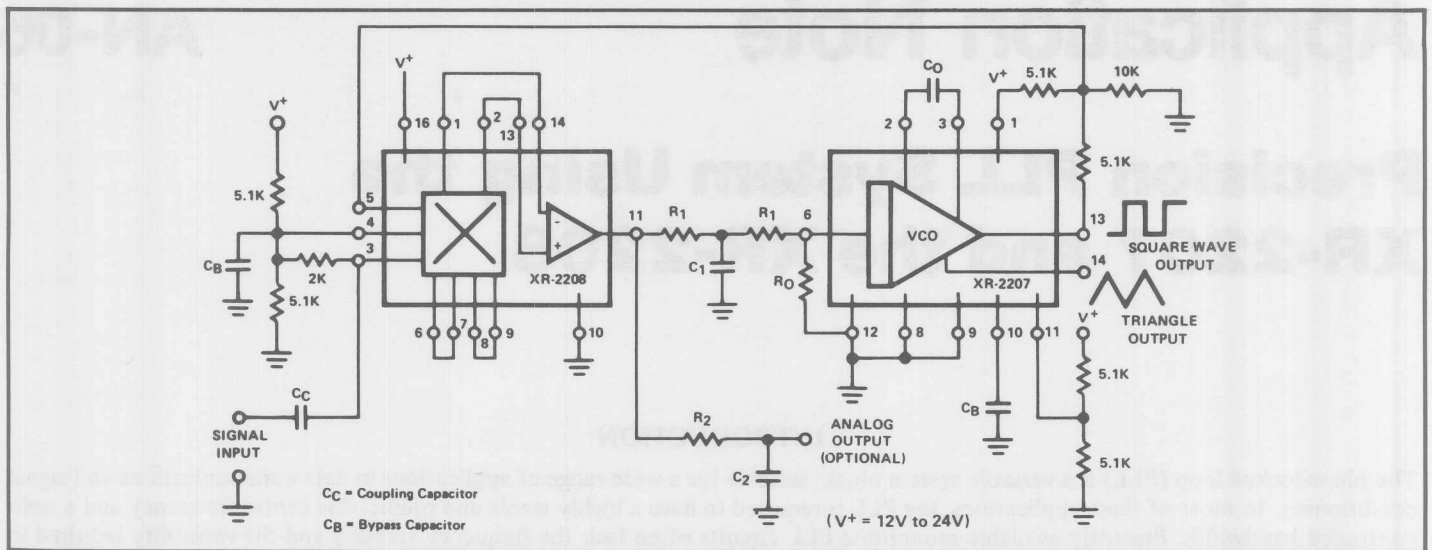 V+
16
1
2
13
14
5
4
3
5.1K
CB
2K
5.1K
V+
XR-2208
-
+
11
6
7
8
9
10
R1
R1
C1
6
RO
CO
2
3
V+
1
5.1K
10K
5.1K
VCO
XR-2207
13
SQUARE WAVE
OUTPUT
14
TRIANGLE
OUTPUT
12
8
9
10
11
V+
5.1K
5.1K
CB
CC
SIGNAL
INPUT
R2
C2
ANALOG
OUTPUT
(OPTIONAL)
CC = Coupling Capacitor
CB = Bypass Capacitor
(V+ = 12V to 24V)